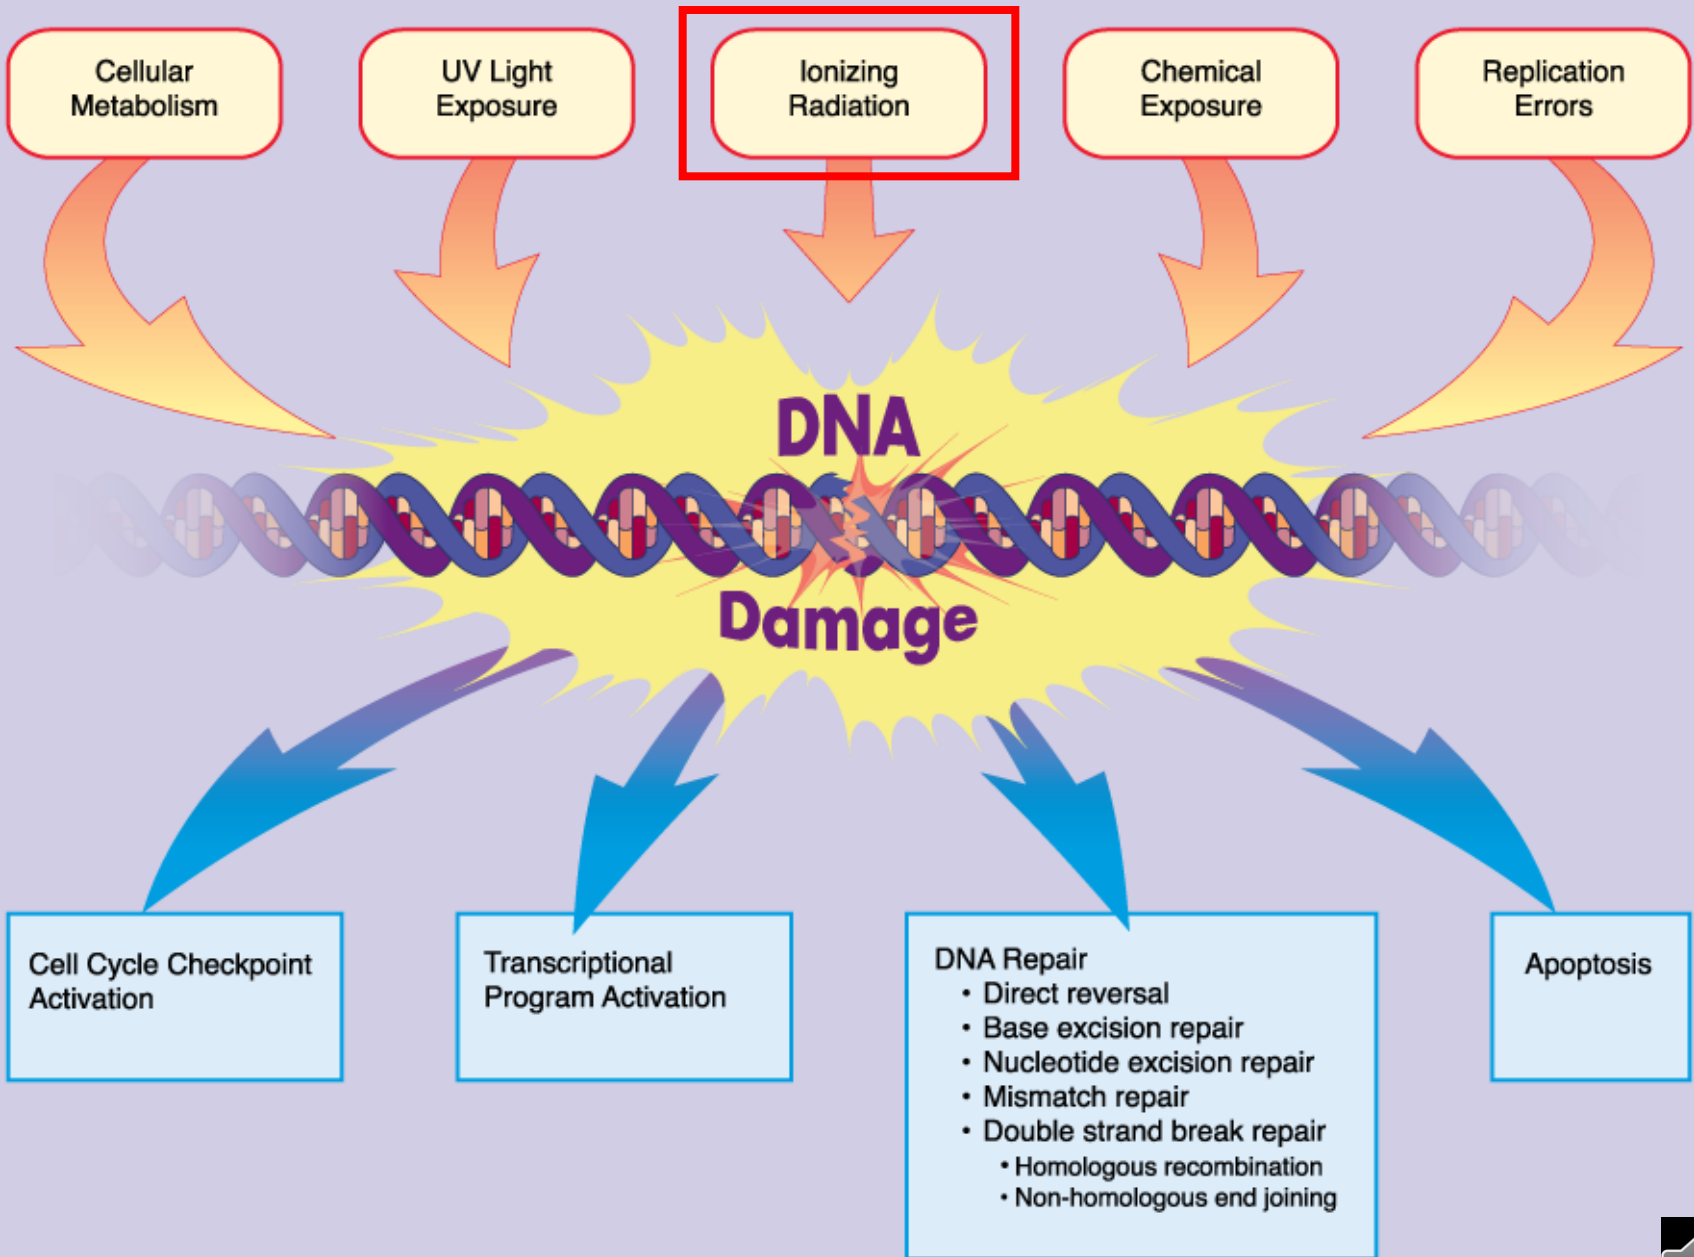 Cellular
Metabolism
UV Light
Exposure
Ionizing
Radiation
Chemical
Exposure
Replication
Errors
DNA
Damage
Cell Cycle Checkpoint
Activation
Transcriptional
Program Activation
DNA Repair
• Direct reversal
• Base excision repair
• Nucleotide excision repair
• Mismatch repair
• Double strand break repair
• Homologous recombination
• Non-homologous end joining
Apoptosis